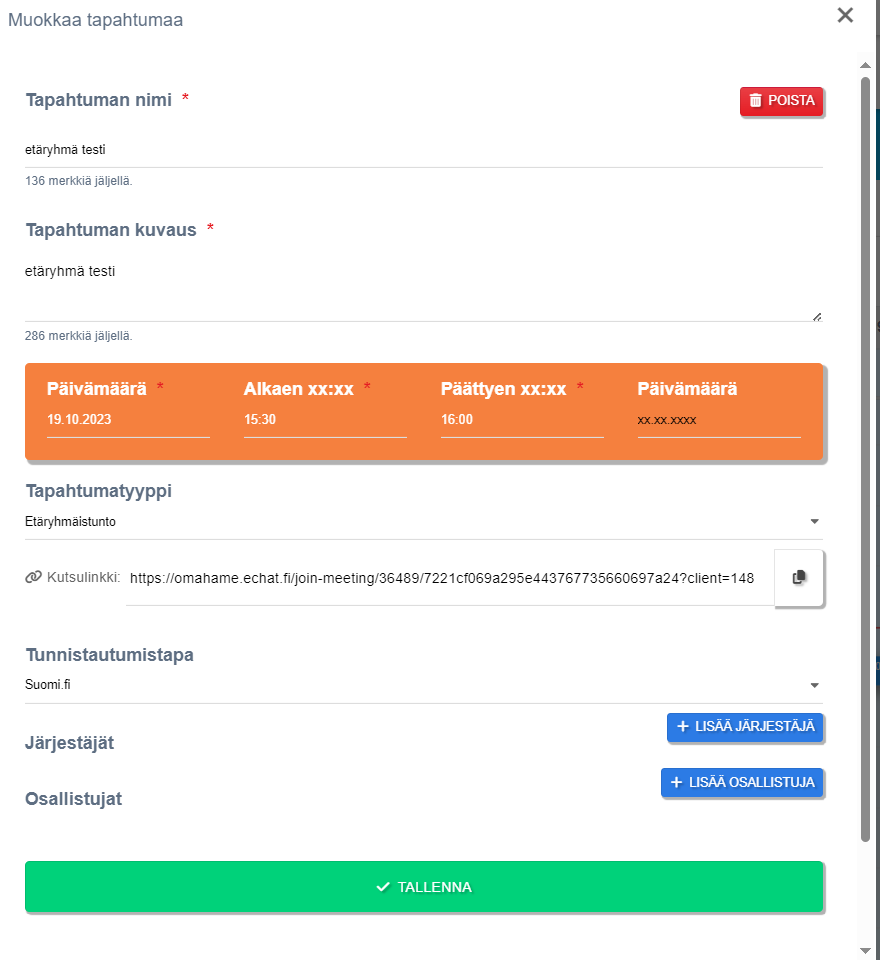 Muokkaa tapahtumaa
Tapahtuman nimi *
POISTA
etäryhmä testi
136 merkkiä jäljellä.
Tapahtuman kuvaus *
etäryhmä testi
286 merkkiä jäljellä.
Päivämäärä * Alkaen xx:xx * Päättyen xx:xx * Päivämäärä
19.10.2023 15:30 16:00 xx.xx.xxxx
Tapahtumatyyppi
Etäryhmäistunto
Kutsulinkki: https://omahame.echat.fi/join-meeting/36489/7221cf069a295e443767735660697a24?client=148
Tunnistautumistapa
Suomi.fi
Järjestäjät
+ LISÄÄ JÄRJESTÄJÄ
Osallistujat
+ LISÄÄ OSALLISTUJA
TALLENNA